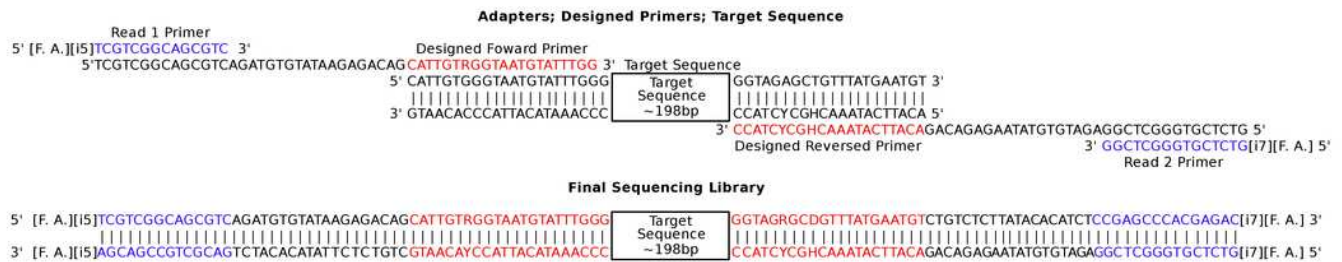 Adapters; Designed Primers; Target Sequence
Read 1 Primer
5' [F. A.][i5]TCGTCGGCAGCGTC 3'
Designed Foward Primer
5'TCGTCGGCAGCGTCAGATGTGTATAAGAGACAGCATTGTRGGTAATGTATTTGG 3' Target Sequence
5' CATTGTGGGTAATGTATTTGGG Target Sequence ~198bp GGTAGAGCTGTTTATGAATGT 3'
3' GTAACACCCATTACATAAACCC CCATCYCGHCAAATACTTACA 5'
3' CCATCYCGHCAAATACTTACAGACAGAGAATATGTGTAGAGGCTCGGGTGCTCTG 5'
Designed Reversed Primer
3' GGCTCGGGTGCTCTG[i7][F. A.] 5'
Read 2 Primer
Final Sequencing Library
5' [F. A.][i5]TCGTCGGCAGCGTCAGATGTGTATAAGAGACAGCATTGTRGGTAATGTATTTGGG Target Sequence ~198bp GGTAGRGCDGTTTATGAATGTCTGTCTCTTATACACATCTCCGAGCCCACGAGAC[i7][F. A.] 3'
3' [F. A.][i5]AGCAGCCGTCGCAGTCTACACATATTCTCTGTCGTAACAYCCATTACATAAACCC CCATCYCGHCAAATACTTACAGACAGAGAATATGTGTAGAGGCTCGGGTGCTCTG[i7][F. A.] 5'